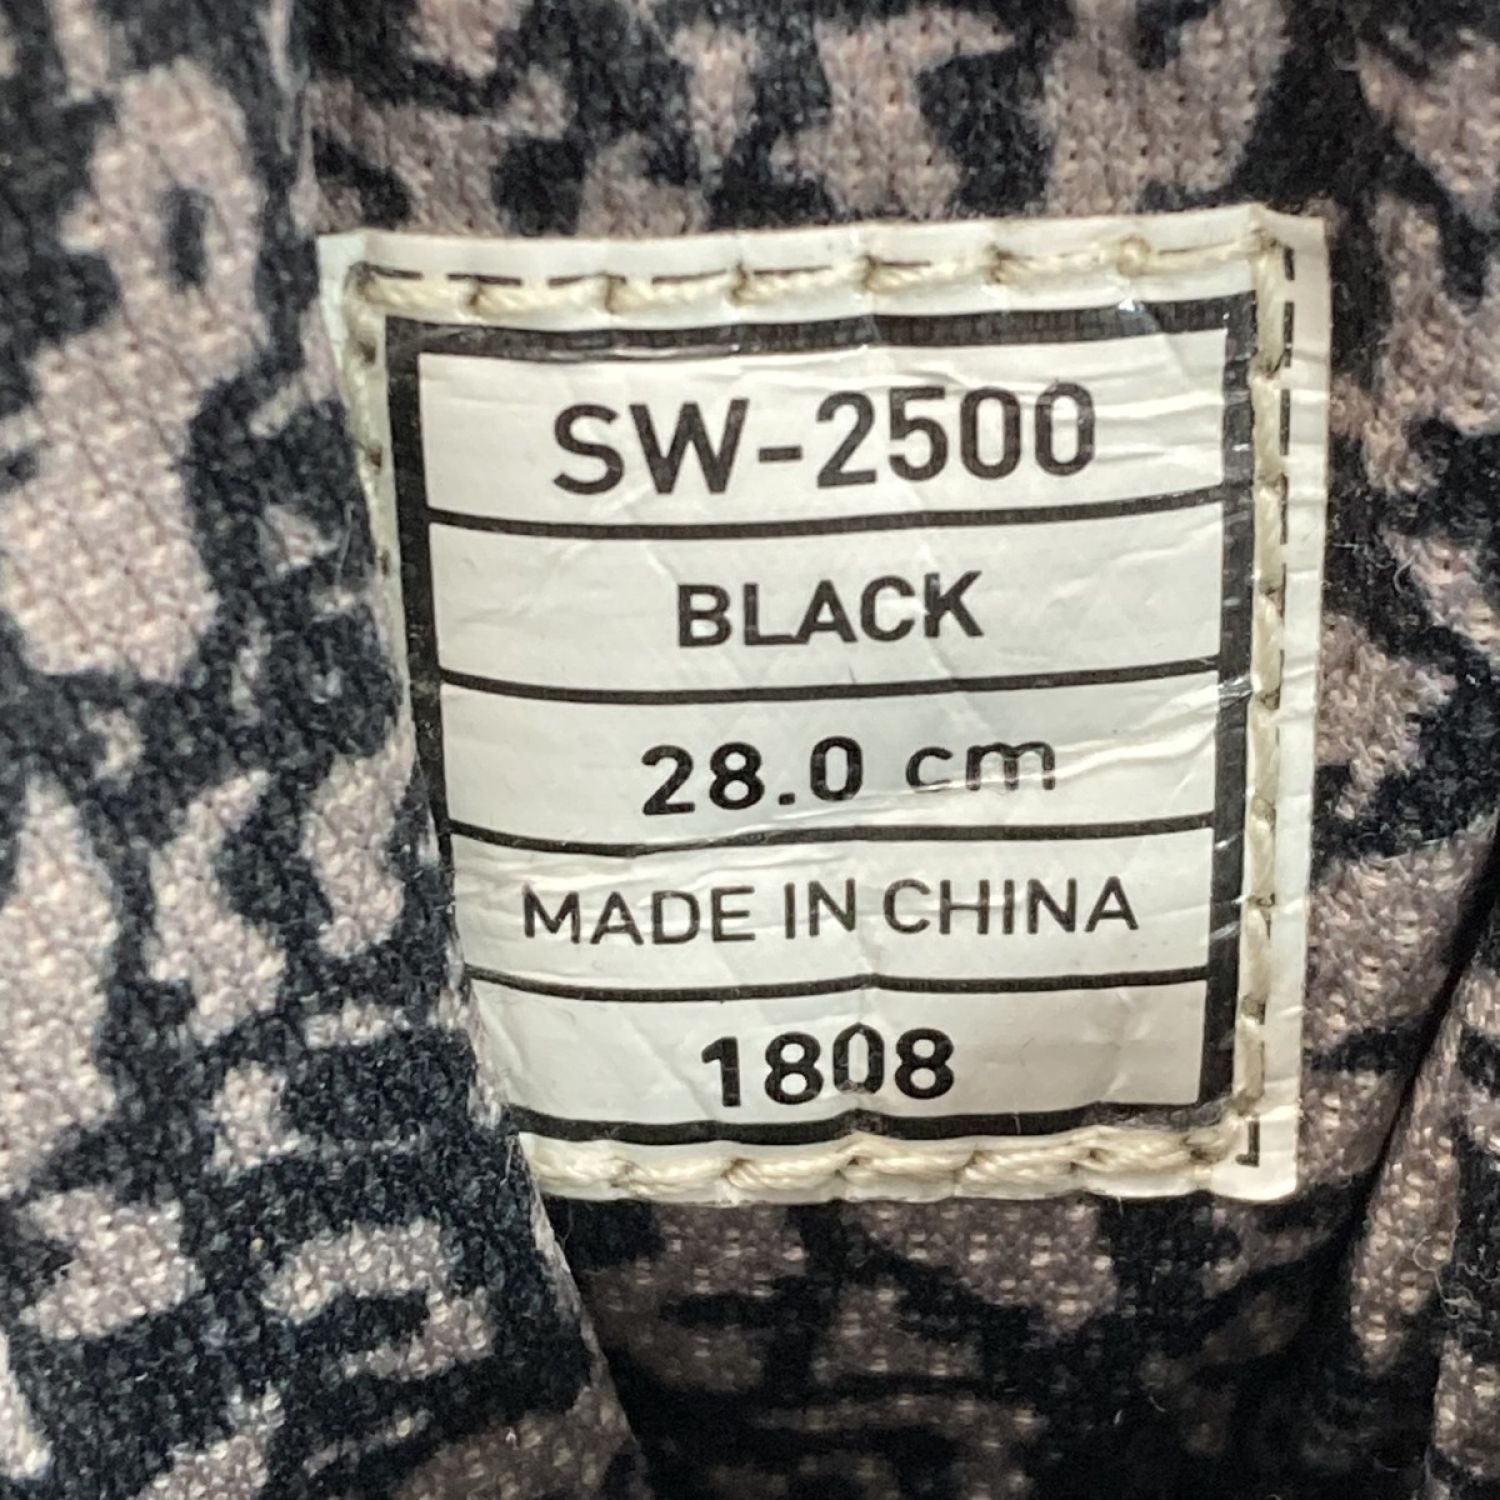 SW-2500
BLACK
28.0 cm
MADE IN CHINA
1808